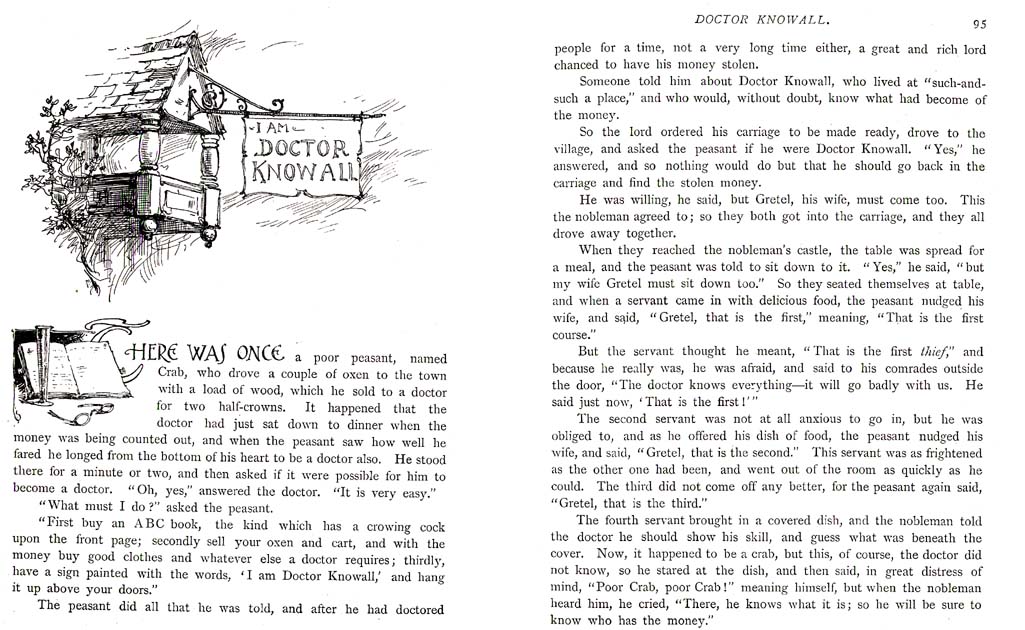 I AM
DOCTOR
KNOWALL
THERE WAS ONCE a poor peasant, named
Crab, who drove a couple of oxen to the town
with a load of wood, which he sold to a doctor
for two half-crowns. It happened that the
doctor had just sat down to dinner when the
money was being counted out, and when the peasant saw how well he
fared he longed from the bottom of his heart to be a doctor also. He stood
there for a minute or two, and then asked if it were possible for him to
become a doctor. "Oh, yes," answered the doctor. "It is very easy."
"What must I do?" asked the peasant.
"First buy an ABC book, the kind which has a crowing cock
upon the front page; secondly sell your oxen and cart, and with the
money buy good clothes and whatever else a doctor requires; thirdly,
have a sign painted with the words, 'I am Doctor Knowall,' and hang
it up above your doors."
The peasant did all that he was told, and after he had doctored
DOCTOR KNOWALL.
95
people for a time, not a very long time either, a great and rich lord
chanced to have his money stolen.
Someone told him about Doctor Knowall, who lived at "such-and-
such a place," and who would, without doubt, know what had become of
the money.
So the lord ordered his carriage to be made ready, drove to the
village, and asked the peasant if he were Doctor Knowall. "Yes," he
answered, and so nothing would do but that he should go back in the
carriage and find the stolen money.
He was willing, he said, but Gretel, his wife, must come too. This
the nobleman agreed to; so they both got into the carriage, and they all
drove away together.
When they reached the nobleman's castle, the table was spread for
a meal, and the peasant was told to sit down to it. "Yes," he said, "but
my wife Gretel must sit down too." So they seated themselves at table,
and when a servant came in with delicious food, the peasant nudged his
wife, and said, "Gretel, that is the first," meaning, "That is the first
course."
But the servant thought he meant, "That is the first thief," and
because he really was, he was afraid, and said to his comrades outside
the door, "The doctor knows everything—it will go badly with us. He
said just now, 'That is the first!'"
The second servant was not at all anxious to go in, but he was
obliged to, and as he offered his dish of food, the peasant nudged his
wife, and said, "Gretel, that is the second." This servant was as frightened
as the other one had been, and went out of the room as quickly as he
could. The third did not come off any better, for the peasant again said,
"Gretel, that is the third."
The fourth servant brought in a covered dish, and the nobleman told
the doctor he should show his skill, and guess what was beneath the
cover. Now, it happened to be a crab, but this, of course, the doctor did
not know, so he stared at the dish, and then said, in great distress of
mind, "Poor Crab, poor Crab!" meaning himself, but when the nobleman
heard him, he cried, "There, he knows what it is; so he will be sure to
know who has the money."